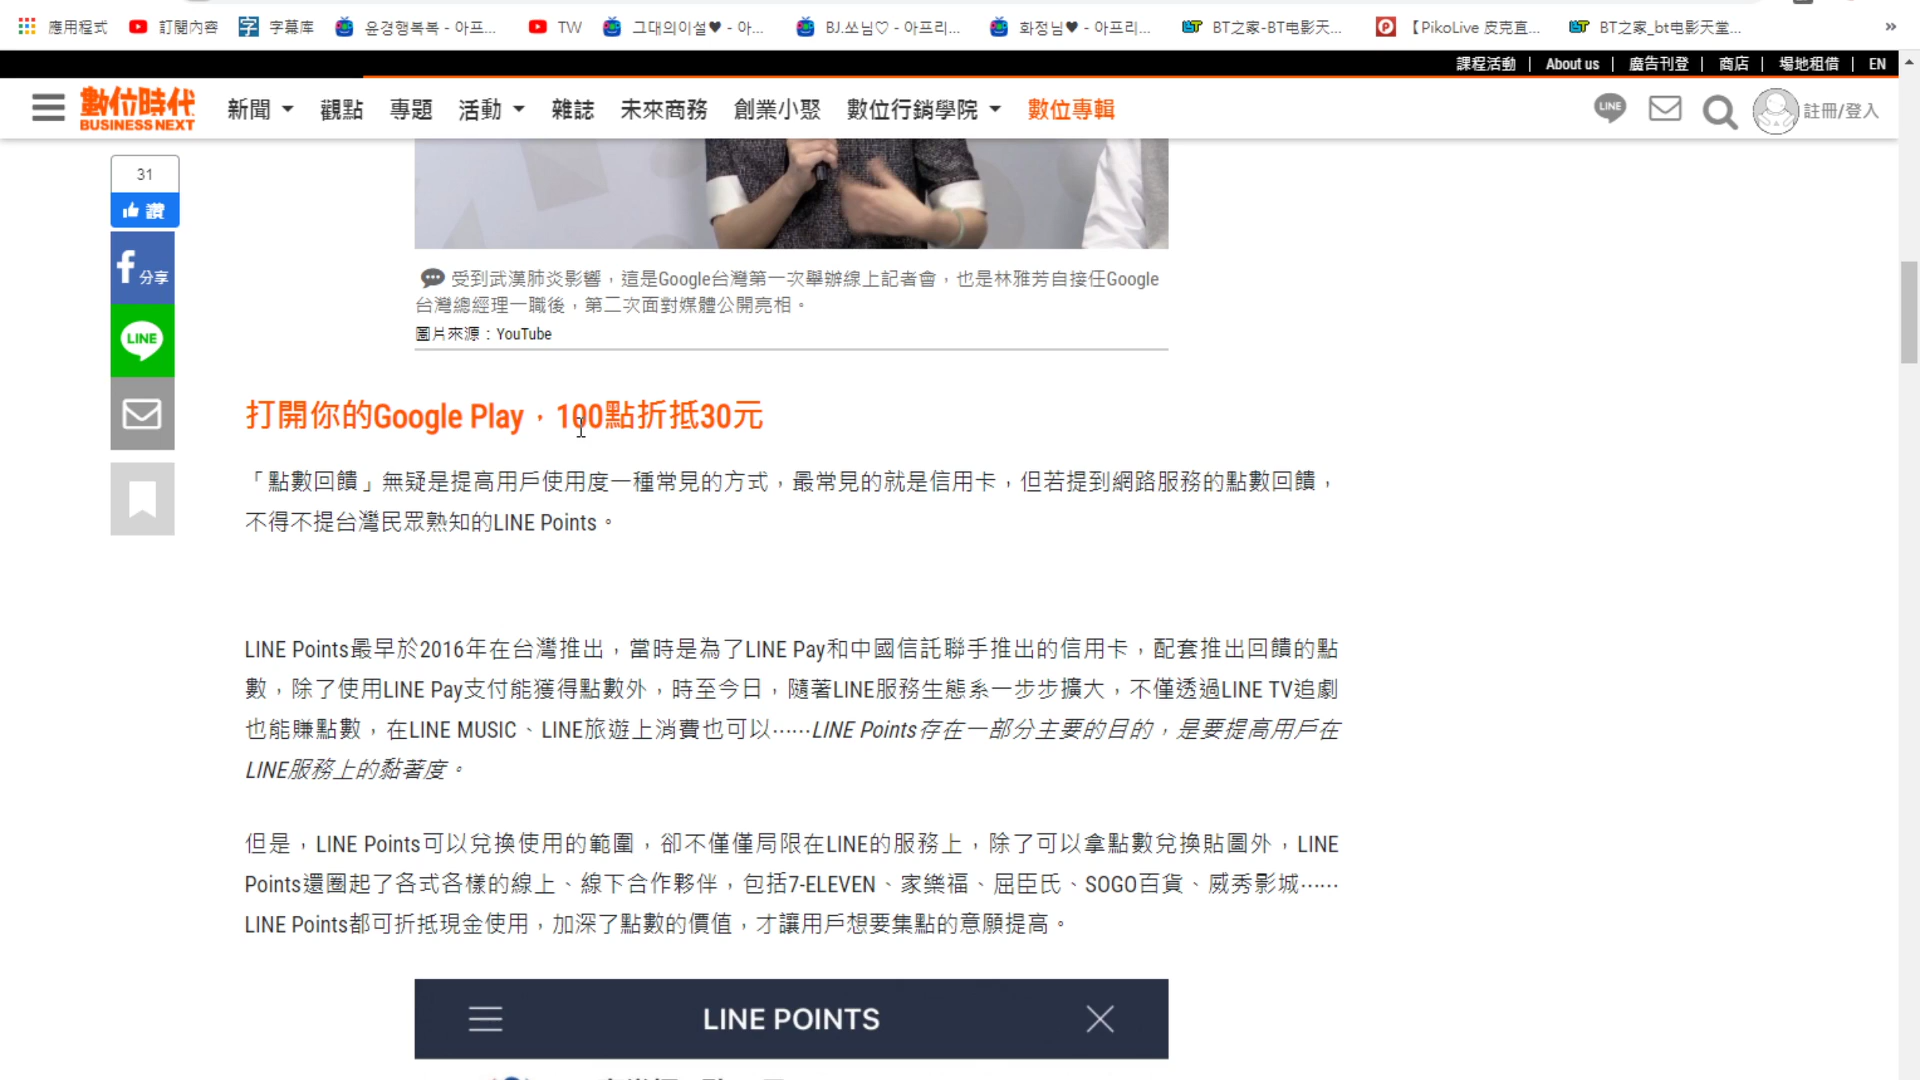 應用程式 訂閱內容 字幕庫 윤경행복복 - 아프... TW 그대의이설♥ - 아... BJ.쏘님♡ - 아프리... 화정님♥ - 아프리... BT之家-BT电影天... 【PikoLive 皮克直... BT之家_bt电影天堂... »
課程活動 | About us | 廣告刊登 | 商店 | 場地租借 | EN
數位時代 新聞 觀點 專題 活動 雜誌 未來商務 創業小聚 數位行銷學院 數位專輯 LINE 註冊/登入
BUSINESS NEXT
31
讚
f 分享
LINE
受到武漢肺炎影響，這是Google台灣第一次舉辦線上記者會，也是林雅芳自接任Google
台灣總經理一職後，第二次面對媒體公開亮相。
圖片來源：YouTube
打開你的Google Play，100點折抵30元
「點數回饋」無疑是提高用戶使用度一種常見的方式，最常見的就是信用卡，但若提到網路服務的點數回饋，
不得不提台灣民眾熟知的LINE Points。
LINE Points最早於2016年在台灣推出，當時是為了LINE Pay和中國信託聯手推出的信用卡，配套推出回饋的點
數，除了使用LINE Pay支付能獲得點數外，時至今日，隨著LINE服務生態系一步步擴大，不僅透過LINE TV追劇
也能賺點數，在LINE MUSIC、LINE旅遊上消費也可以⋯⋯LINE Points存在一部分主要的目的，是要提高用戶在
LINE服務上的黏著度。
但是，LINE Points可以兌換使用的範圍，卻不僅僅局限在LINE的服務上，除了可以拿點數兌換貼圖外，LINE
Points還圈起了各式各樣的線上、線下合作夥伴，包括7-ELEVEN、家樂福、屈臣氏、SOGO百貨、威秀影城⋯⋯
LINE Points都可折抵現金使用，加深了點數的價值，才讓用戶想要集點的意願提高。
LINE POINTS